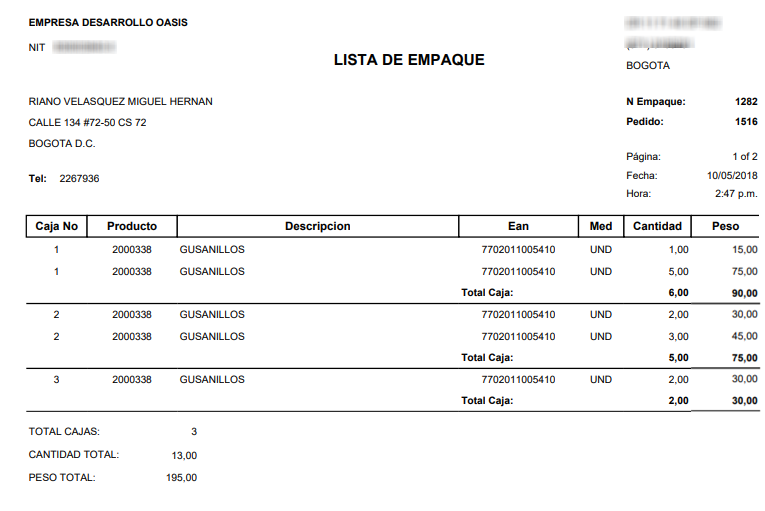 EMPRESA DESARROLLO OASIS
NIT
LISTA DE EMPAQUE
BOGOTA
RIANO VELASQUEZ MIGUEL HERNAN
CALLE 134 #72-50 CS 72
BOGOTA D.C.
Tel: 2267936
N Empaque: 1282
Pedido: 1516
Página: 1 of 2
Fecha: 10/05/2018
Hora: 2:47 p.m.
Caja No Producto Descripcion Ean Med Cantidad Peso
1 2000338 GUSANILLOS 7702011005410 UND 1,00 15,00
1 2000338 GUSANILLOS 7702011005410 UND 5,00 75,00
Total Caja: 6,00 90,00
2 2000338 GUSANILLOS 7702011005410 UND 2,00 30,00
2 2000338 GUSANILLOS 7702011005410 UND 3,00 45,00
Total Caja: 5,00 75,00
3 2000338 GUSANILLOS 7702011005410 UND 2,00 30,00
Total Caja: 2,00 30,00
TOTAL CAJAS: 3
CANTIDAD TOTAL: 13,00
PESO TOTAL: 195,00